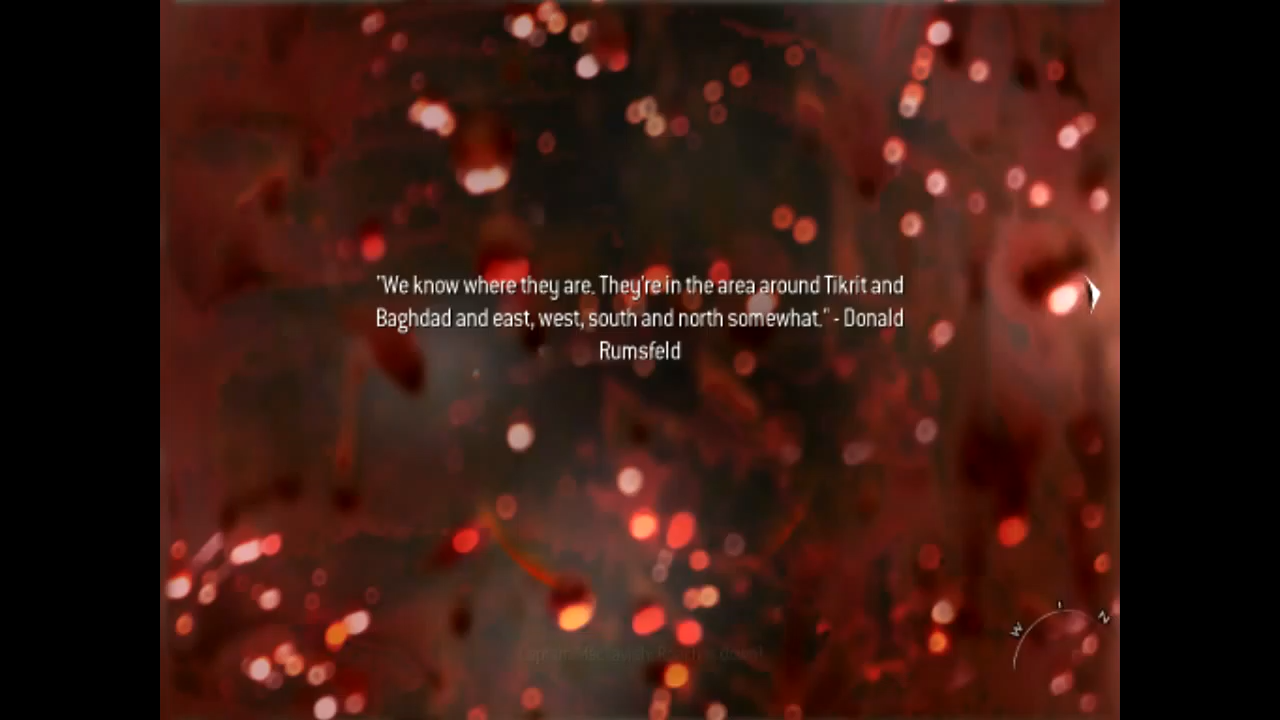 "We know where they are. They're in the area around Tikrit and
Baghdad and east, west, south and north somewhat." - Donald
Rumsfeld
W
N